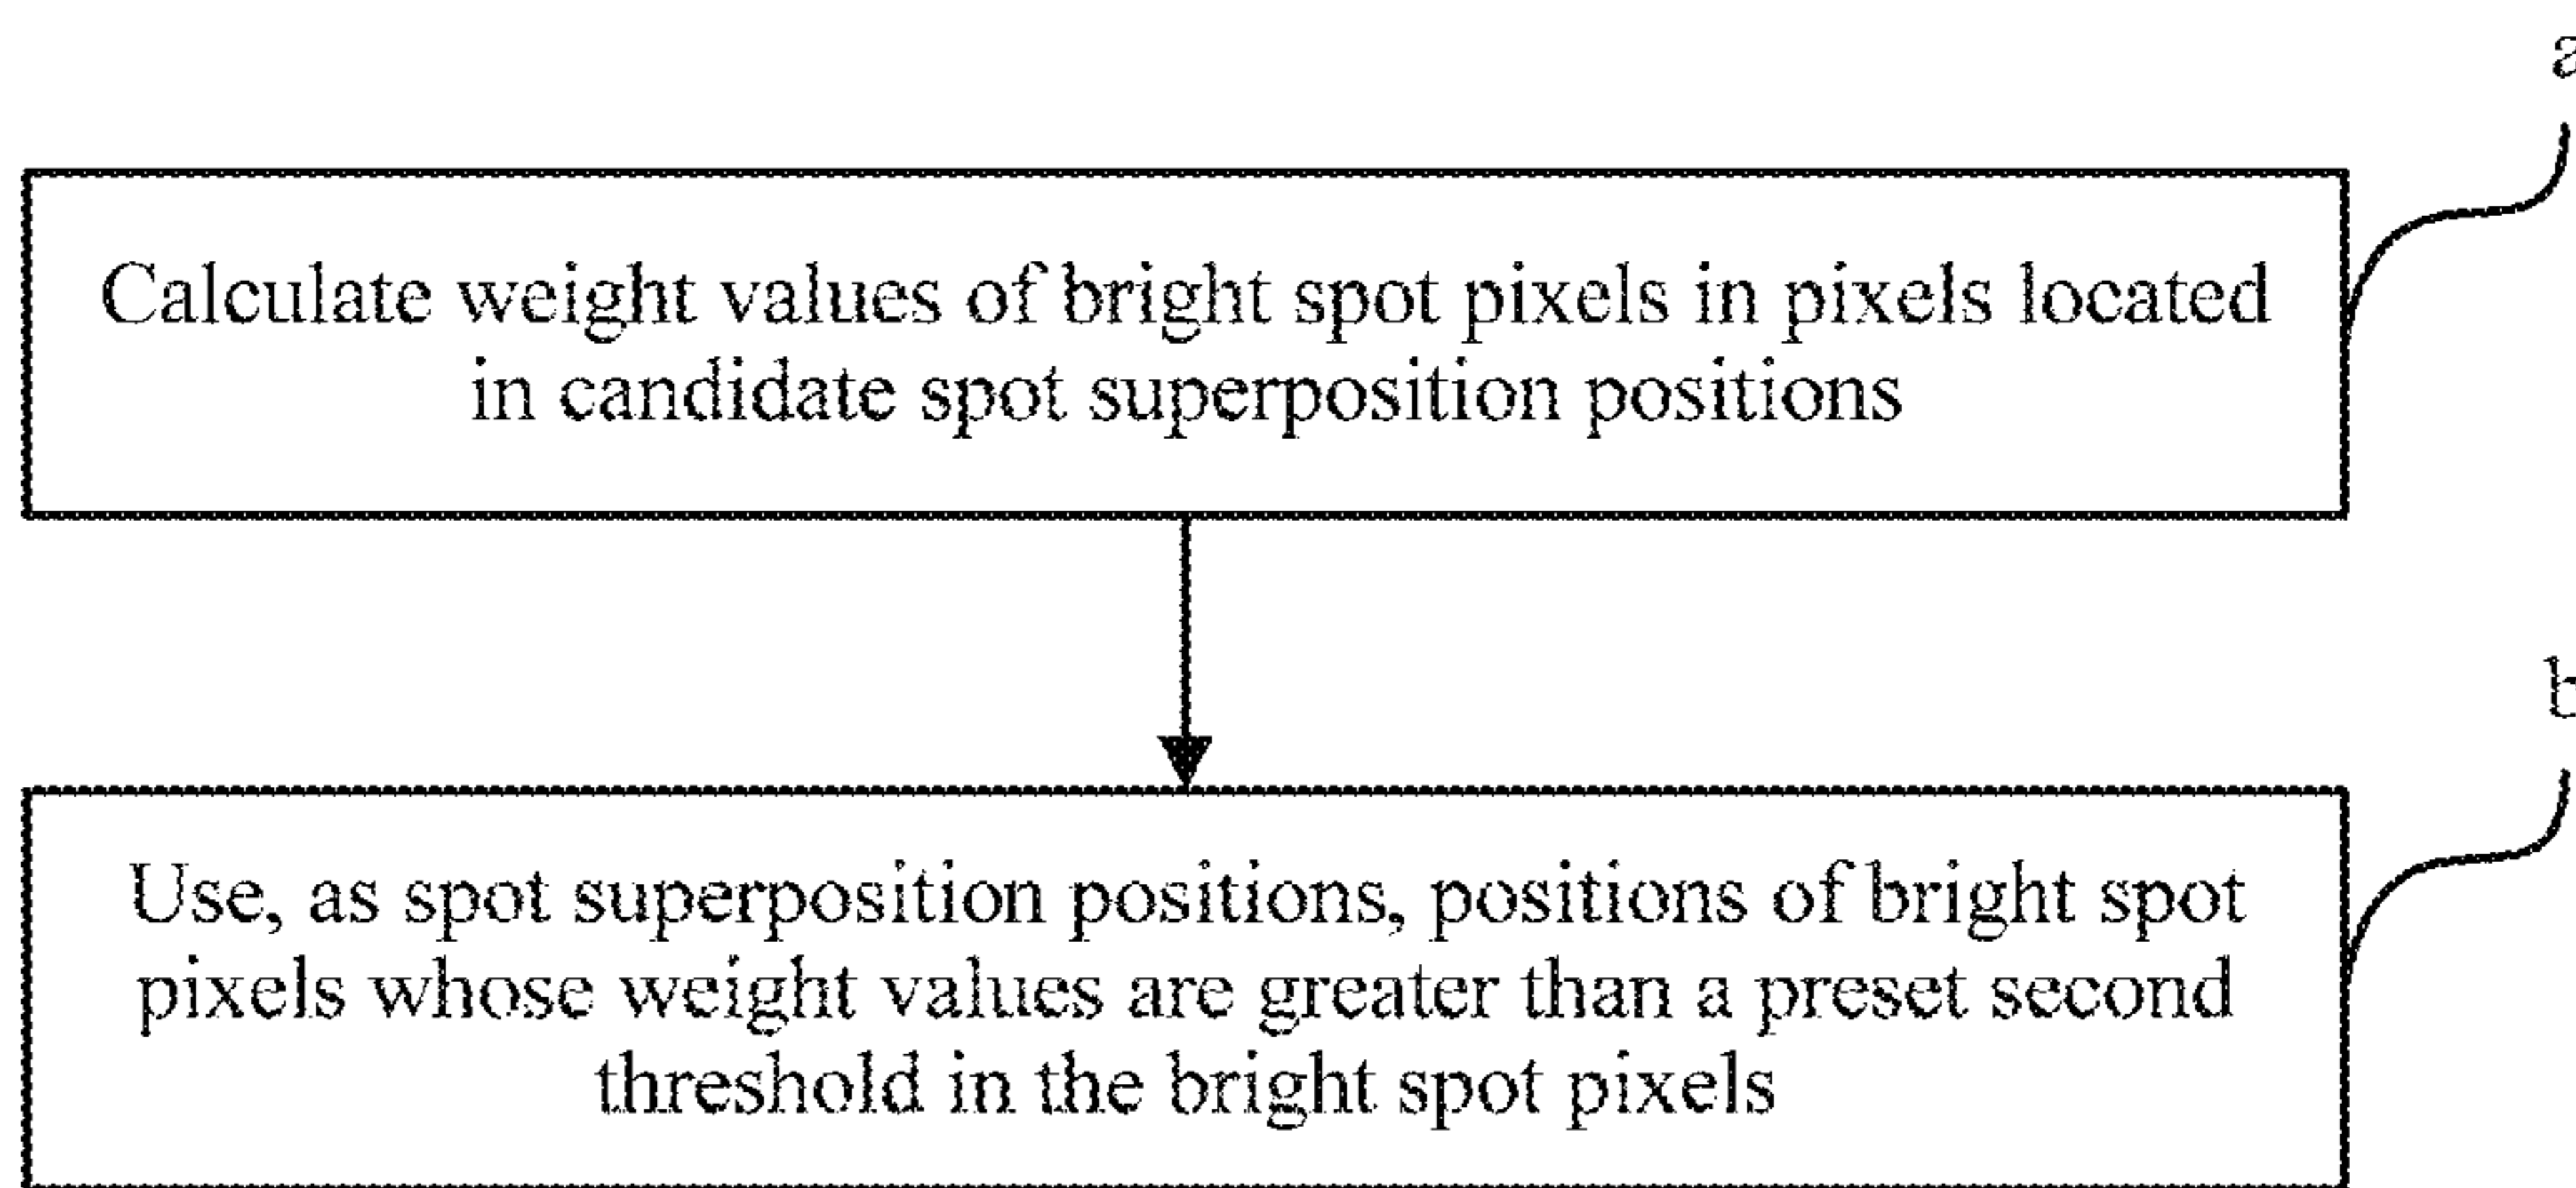 a
Calculate weight values of bright spot pixels in pixels located
in candidate spot superposition positions
b
Use, as spot superposition positions, positions of bright spot
pixels whose weight values are greater than a preset second
threshold in the bright spot pixels